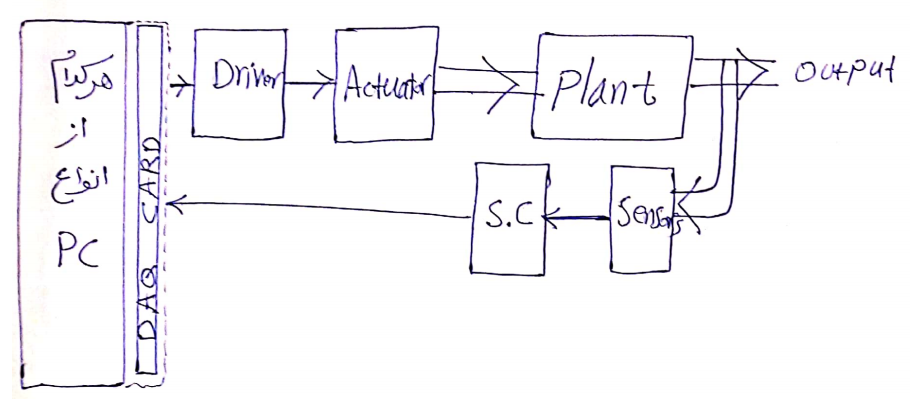 هرکدام
از
انواع
PC
DAQ CARD
Driver
Actuator
Plant
Output
S.C
Sensors